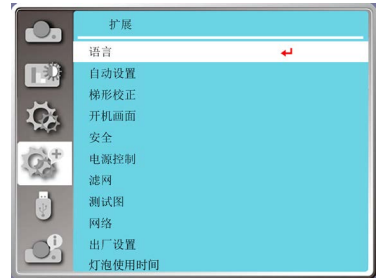 扩展
语言
自动设置
梯形校正
开机画面
安全
电源控制
滤网
测试图
网络
出厂设置
灯泡使用时间